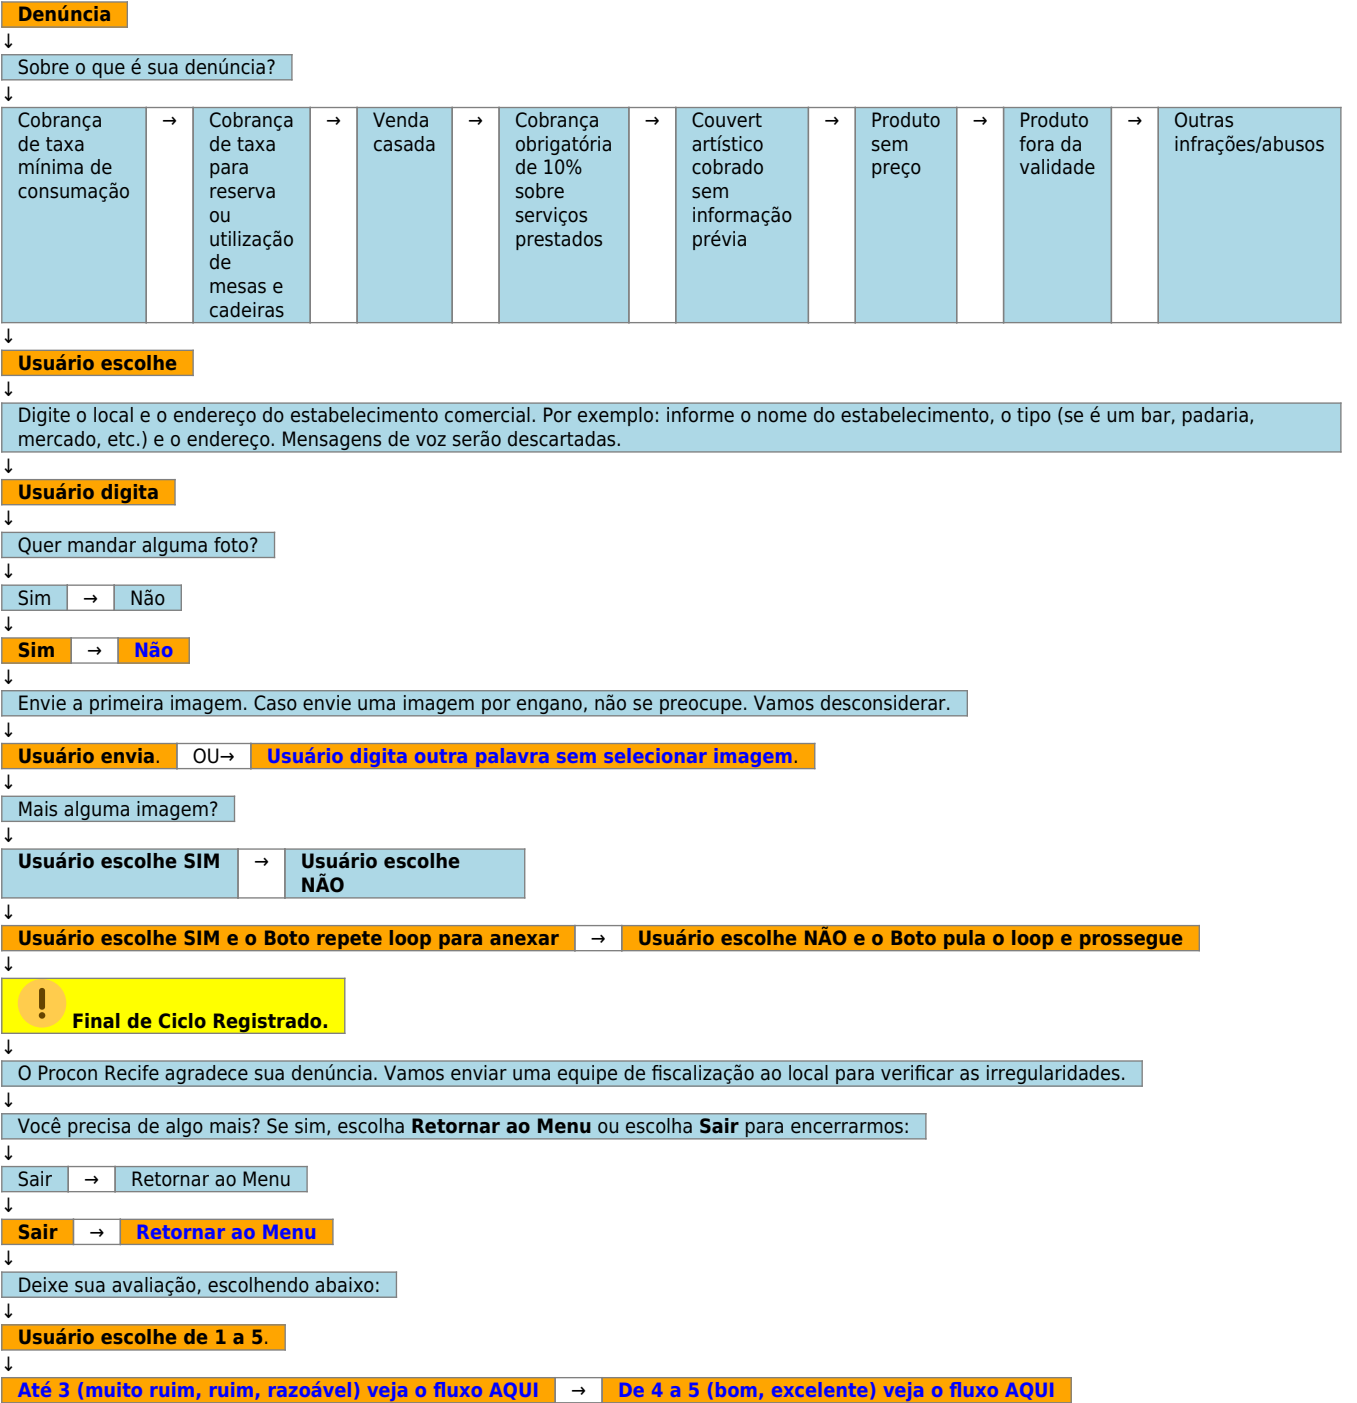 Denúncia
↓
Sobre o que é sua denúncia?
↓
Cobrança
de taxa
mínima de
consumação
→
Cobrança
de taxa
para
reserva
ou
utilização
de
mesas e
cadeiras
→
Venda
casada
→
Cobrança
obrigatória
de 10%
sobre
serviços
prestados
→
Couvert
artístico
cobrado
sem
informação
prévia
→
Produto
sem
preço
→
Produto
fora da
validade
→
Outras
infrações/abusos
↓
Usuário escolhe
↓
Digite o local e o endereço do estabelecimento comercial. Por exemplo: informe o nome do estabelecimento, o tipo (se é um bar, padaria,
mercado, etc.) e o endereço. Mensagens de voz serão descartadas.
↓
Usuário digita
↓
Quer mandar alguma foto?
↓
Sim → Não
↓
Sim → Não
↓
Envie a primeira imagem. Caso envie uma imagem por engano, não se preocupe. Vamos desconsiderar.
↓
Usuário envia. OU→ Usuário digita outra palavra sem selecionar imagem.
↓
Mais alguma imagem?
↓
Usuário escolhe SIM
→
Usuário escolhe
NÃO
↓
Usuário escolhe SIM e o Boto repete loop para anexar → Usuário escolhe NÃO e o Boto pula o loop e prossegue
↓
Final de Ciclo Registrado.
↓
O Procon Recife agradece sua denúncia. Vamos enviar uma equipe de fiscalização ao local para verificar as irregularidades.
↓
Você precisa de algo mais? Se sim, escolha Retornar ao Menu ou escolha Sair para encerrarmos:
↓
Sair → Retornar ao Menu
↓
Sair → Retornar ao Menu
↓
Deixe sua avaliação, escolhendo abaixo:
↓
Usuário escolhe de 1 a 5.
↓
Até 3 (muito ruim, ruim, razoável) veja o fluxo AQUI → De 4 a 5 (bom, excelente) veja o fluxo AQUI